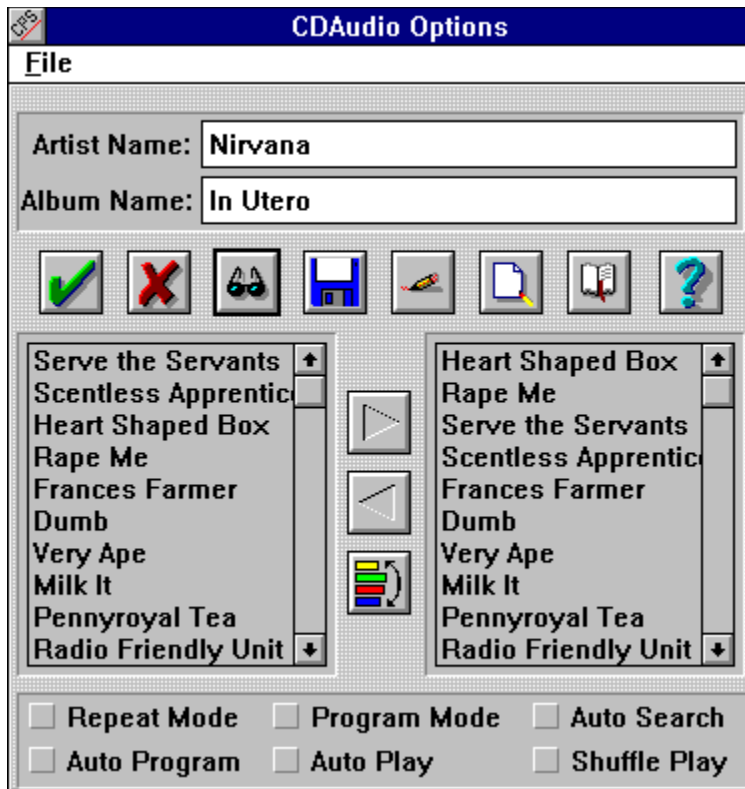 CPS
CDAudio Options
File
Artist Name: Nirvana
Album Name: In Utero
Serve the Servants
Scentless Apprentice
Heart Shaped Box
Rape Me
Frances Farmer
Dumb
Very Ape
Milk It
Pennyroyal Tea
Radio Friendly Unit
Heart Shaped Box
Rape Me
Serve the Servants
Scentless Apprentice
Frances Farmer
Dumb
Very Ape
Milk It
Pennyroyal Tea
Radio Friendly Unit
Repeat Mode Program Mode Auto Search
Auto Program Auto Play Shuffle Play